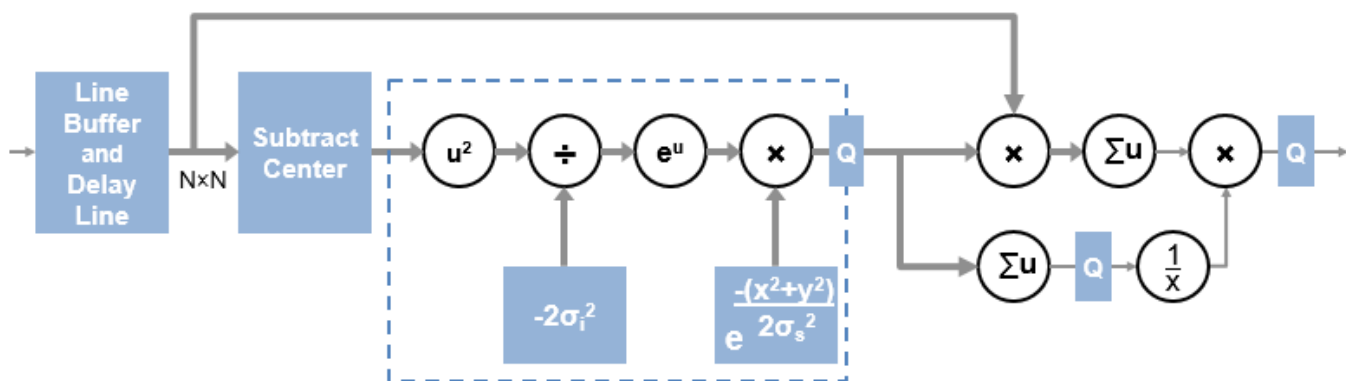 Line
Buffer
and
Delay
Line
N×N
Subtract
Center
u²
÷
eᵘ
×
Q
-2σᵢ²
e^(-(x²+y²)/2σₛ²)
×
∑u
×
Q
∑u
Q
1/x